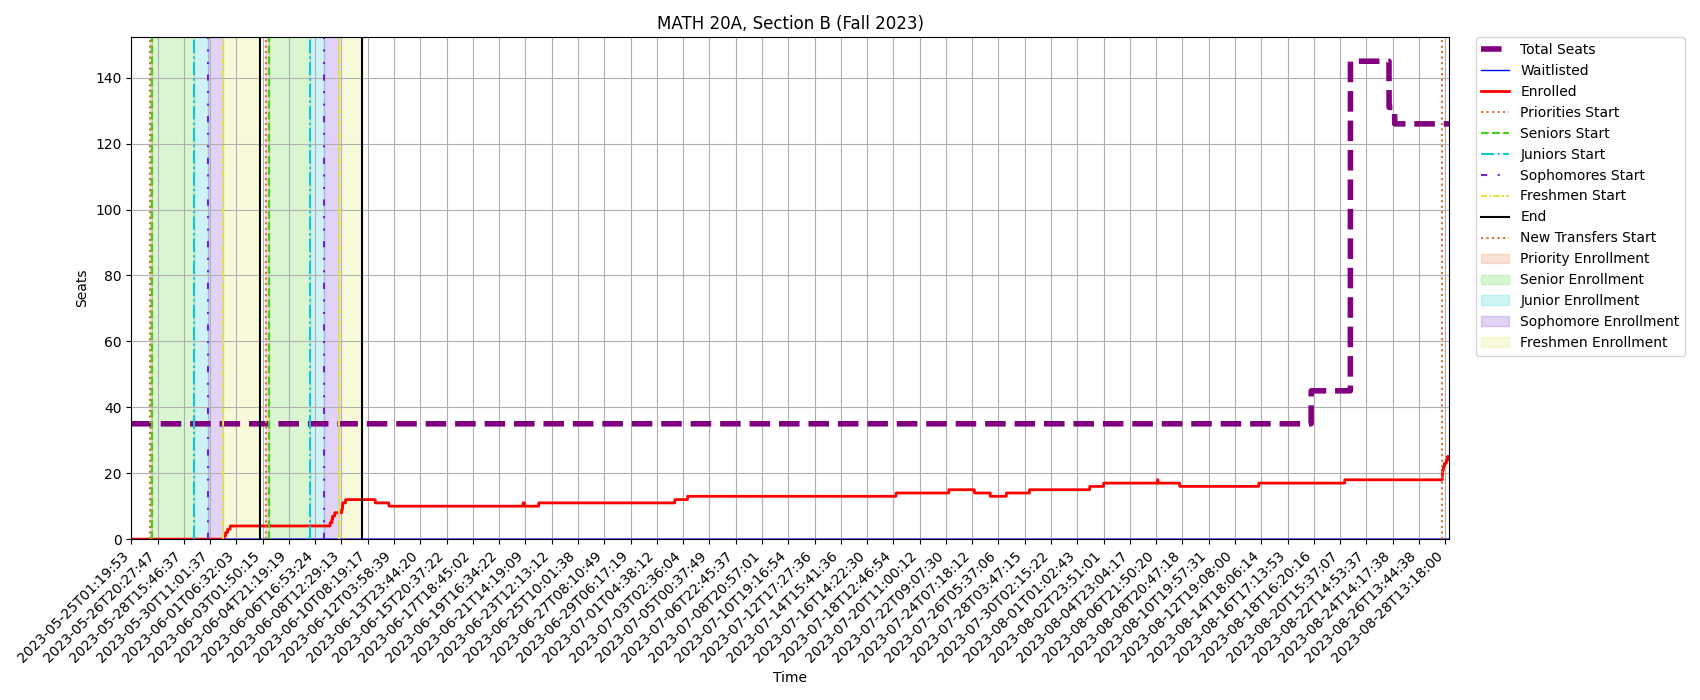 MATH 20A, Section B (Fall 2023)
Seats
140
120
100
80
60
40
20
0
2023-05-25T01:19:53
2023-05-26T20:27:47
2023-05-28T15:46:37
2023-05-30T11:01:37
2023-06-01T06:32:03
2023-06-03T01:50:15
2023-06-04T21:19:19
2023-06-06T16:53:24
2023-06-08T12:29:13
2023-06-10T08:19:17
2023-06-12T03:58:39
2023-06-13T23:44:20
2023-06-15T20:37:22
2023-06-17T18:45:02
2023-06-19T16:34:22
2023-06-21T14:19:09
2023-06-23T12:13:12
2023-06-25T10:01:38
2023-06-27T08:10:49
2023-06-29T06:17:19
2023-07-01T04:38:12
2023-07-03T02:36:04
2023-07-05T00:37:49
2023-07-06T22:45:37
2023-07-08T20:57:01
2023-07-10T19:16:54
2023-07-12T17:27:36
2023-07-14T15:41:36
2023-07-16T14:22:30
2023-07-18T12:46:54
2023-07-20T11:00:12
2023-07-22T09:07:30
2023-07-24T07:18:12
2023-07-26T05:37:06
2023-07-28T03:47:15
2023-07-30T02:15:22
2023-08-01T01:02:43
2023-08-02T23:51:01
2023-08-04T23:04:17
2023-08-06T21:50:20
2023-08-08T20:47:18
2023-08-10T19:57:31
2023-08-12T19:08:00
2023-08-14T18:06:14
2023-08-16T17:13:53
2023-08-18T16:20:16
2023-08-20T15:37:07
2023-08-22T14:53:37
2023-08-24T14:17:38
2023-08-26T13:44:38
2023-08-28T13:18:00
Time
Total Seats
Waitlisted
Enrolled
Priorities Start
Seniors Start
Juniors Start
Sophomores Start
Freshmen Start
End
New Transfers Start
Priority Enrollment
Senior Enrollment
Junior Enrollment
Sophomore Enrollment
Freshmen Enrollment